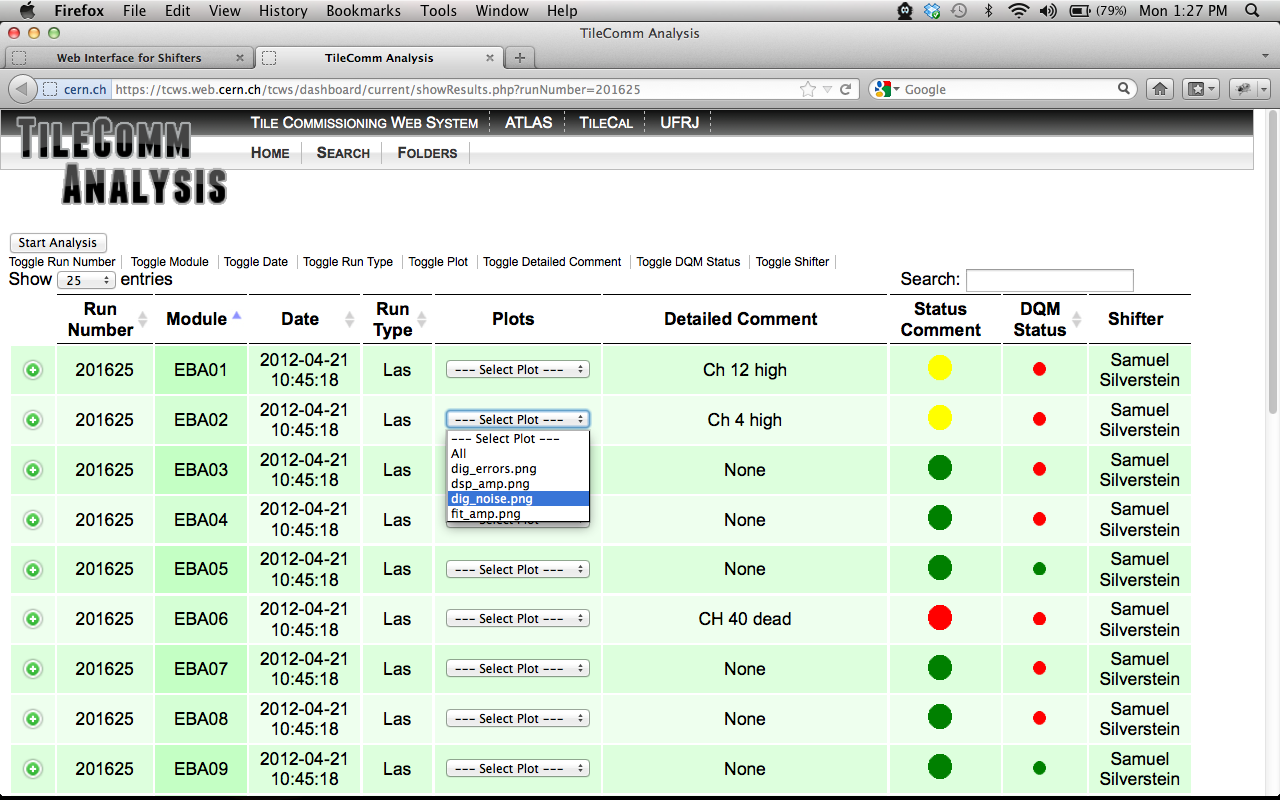 Firefox File Edit View History Bookmarks Tools Window Help (79%) Mon 1:27 PM
TileComm Analysis
Web Interface for Shifters TileComm Analysis
cern.ch https://tcws.web.cern.ch/tcws/dashboard/current/showResults.php?runNumber=201625 Google
TILECOMM ANALYSIS
TILE COMMISSIONING WEB SYSTEM ATLAS TILECAL UFRJ
HOME SEARCH FOLDERS
Start Analysis
Toggle Run Number Toggle Module Toggle Date Toggle Run Type Toggle Plot Toggle Detailed Comment Toggle DQM Status Toggle Shifter
Show 25 entries Search:
Run Number Module Date Run Type Plots Detailed Comment Status Comment DQM Status Shifter
201625 EBA01 2012-04-21 10:45:18 Las --- Select Plot --- Ch 12 high Samuel Silverstein
201625 EBA02 2012-04-21 10:45:18 Las --- Select Plot --- Ch 4 high Samuel Silverstein
--- Select Plot ---
All
dig_errors.png
dsp_amp.png
dig_noise.png
fit_amp.png
201625 EBA03 2012-04-21 10:45:18 Las None Samuel Silverstein
201625 EBA04 2012-04-21 10:45:18 Las None Samuel Silverstein
201625 EBA05 2012-04-21 10:45:18 Las --- Select Plot --- None Samuel Silverstein
201625 EBA06 2012-04-21 10:45:18 Las --- Select Plot --- CH 40 dead Samuel Silverstein
201625 EBA07 2012-04-21 10:45:18 Las --- Select Plot --- None Samuel Silverstein
201625 EBA08 2012-04-21 10:45:18 Las --- Select Plot --- None Samuel Silverstein
201625 EBA09 2012-04-21 10:45:18 Las --- Select Plot --- None Samuel Silverstein